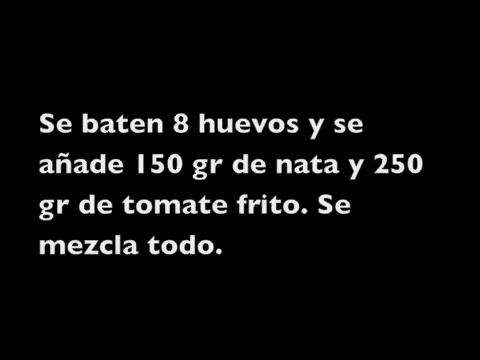 Se baten 8 huevos y se
añade 150 gr de nata y 250
gr de tomate frito. Se
mezcla todo.